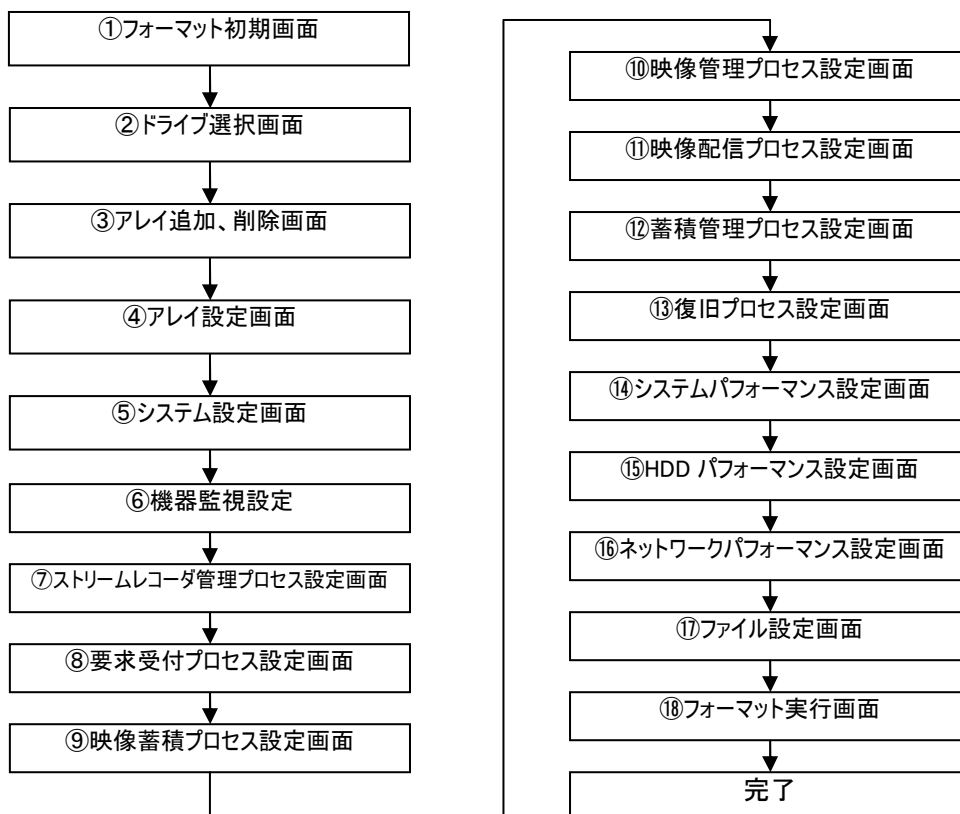 ①フォーマット初期画面
②ドライブ選択画面
③アレイ追加、削除画面
④アレイ設定画面
⑤システム設定画面
⑥機器監視設定
⑦ストリームレコーダ管理プロセス設定画面
⑧要求受付プロセス設定画面
⑨映像蓄積プロセス設定画面
⑩映像管理プロセス設定画面
⑪映像配信プロセス設定画面
⑫蓄積管理プロセス設定画面
⑬復旧プロセス設定画面
⑭システムパフォーマンス設定画面
⑮HDD パフォーマンス設定画面
⑯ネットワークパフォーマンス設定画面
⑰ファイル設定画面
⑱フォーマット実行画面
完了